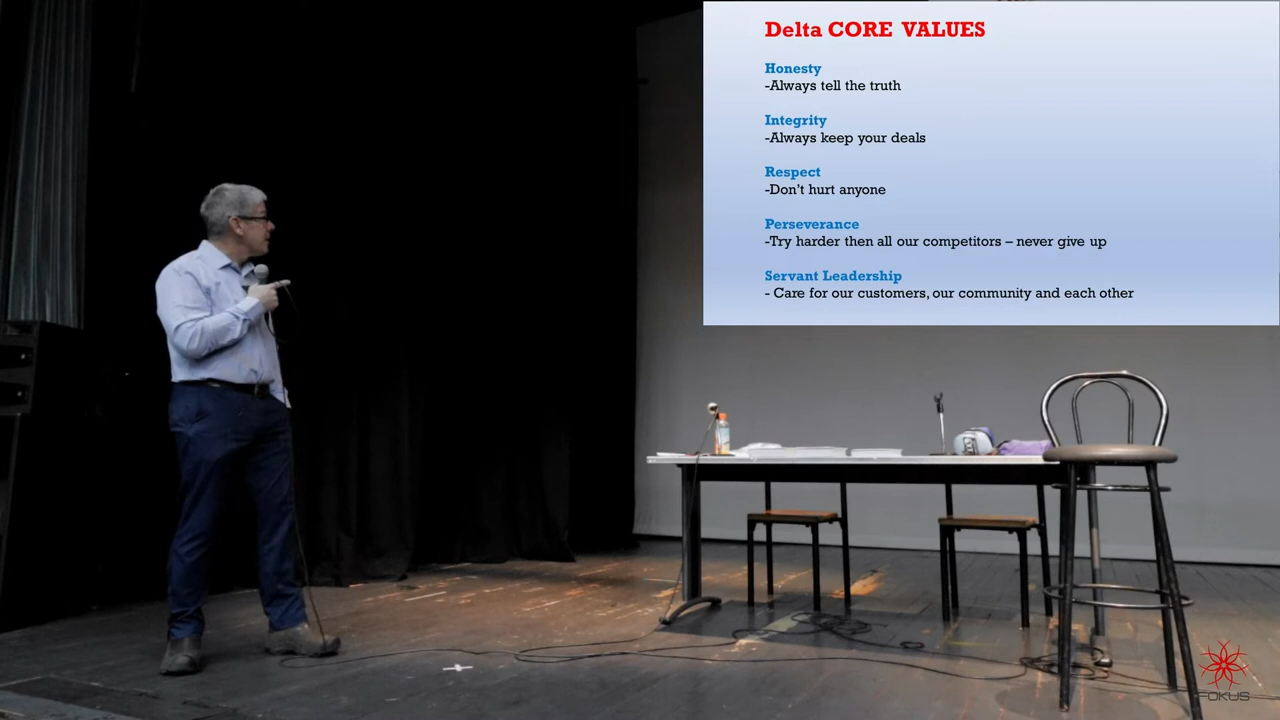 Delta CORE VALUES
Honesty
-Always tell the truth
Integrity
-Always keep your deals
Respect
-Don't hurt anyone
Perseverance
-Try harder then all our competitors – never give up
Servant Leadership
- Care for our customers, our community and each other
FOKUS